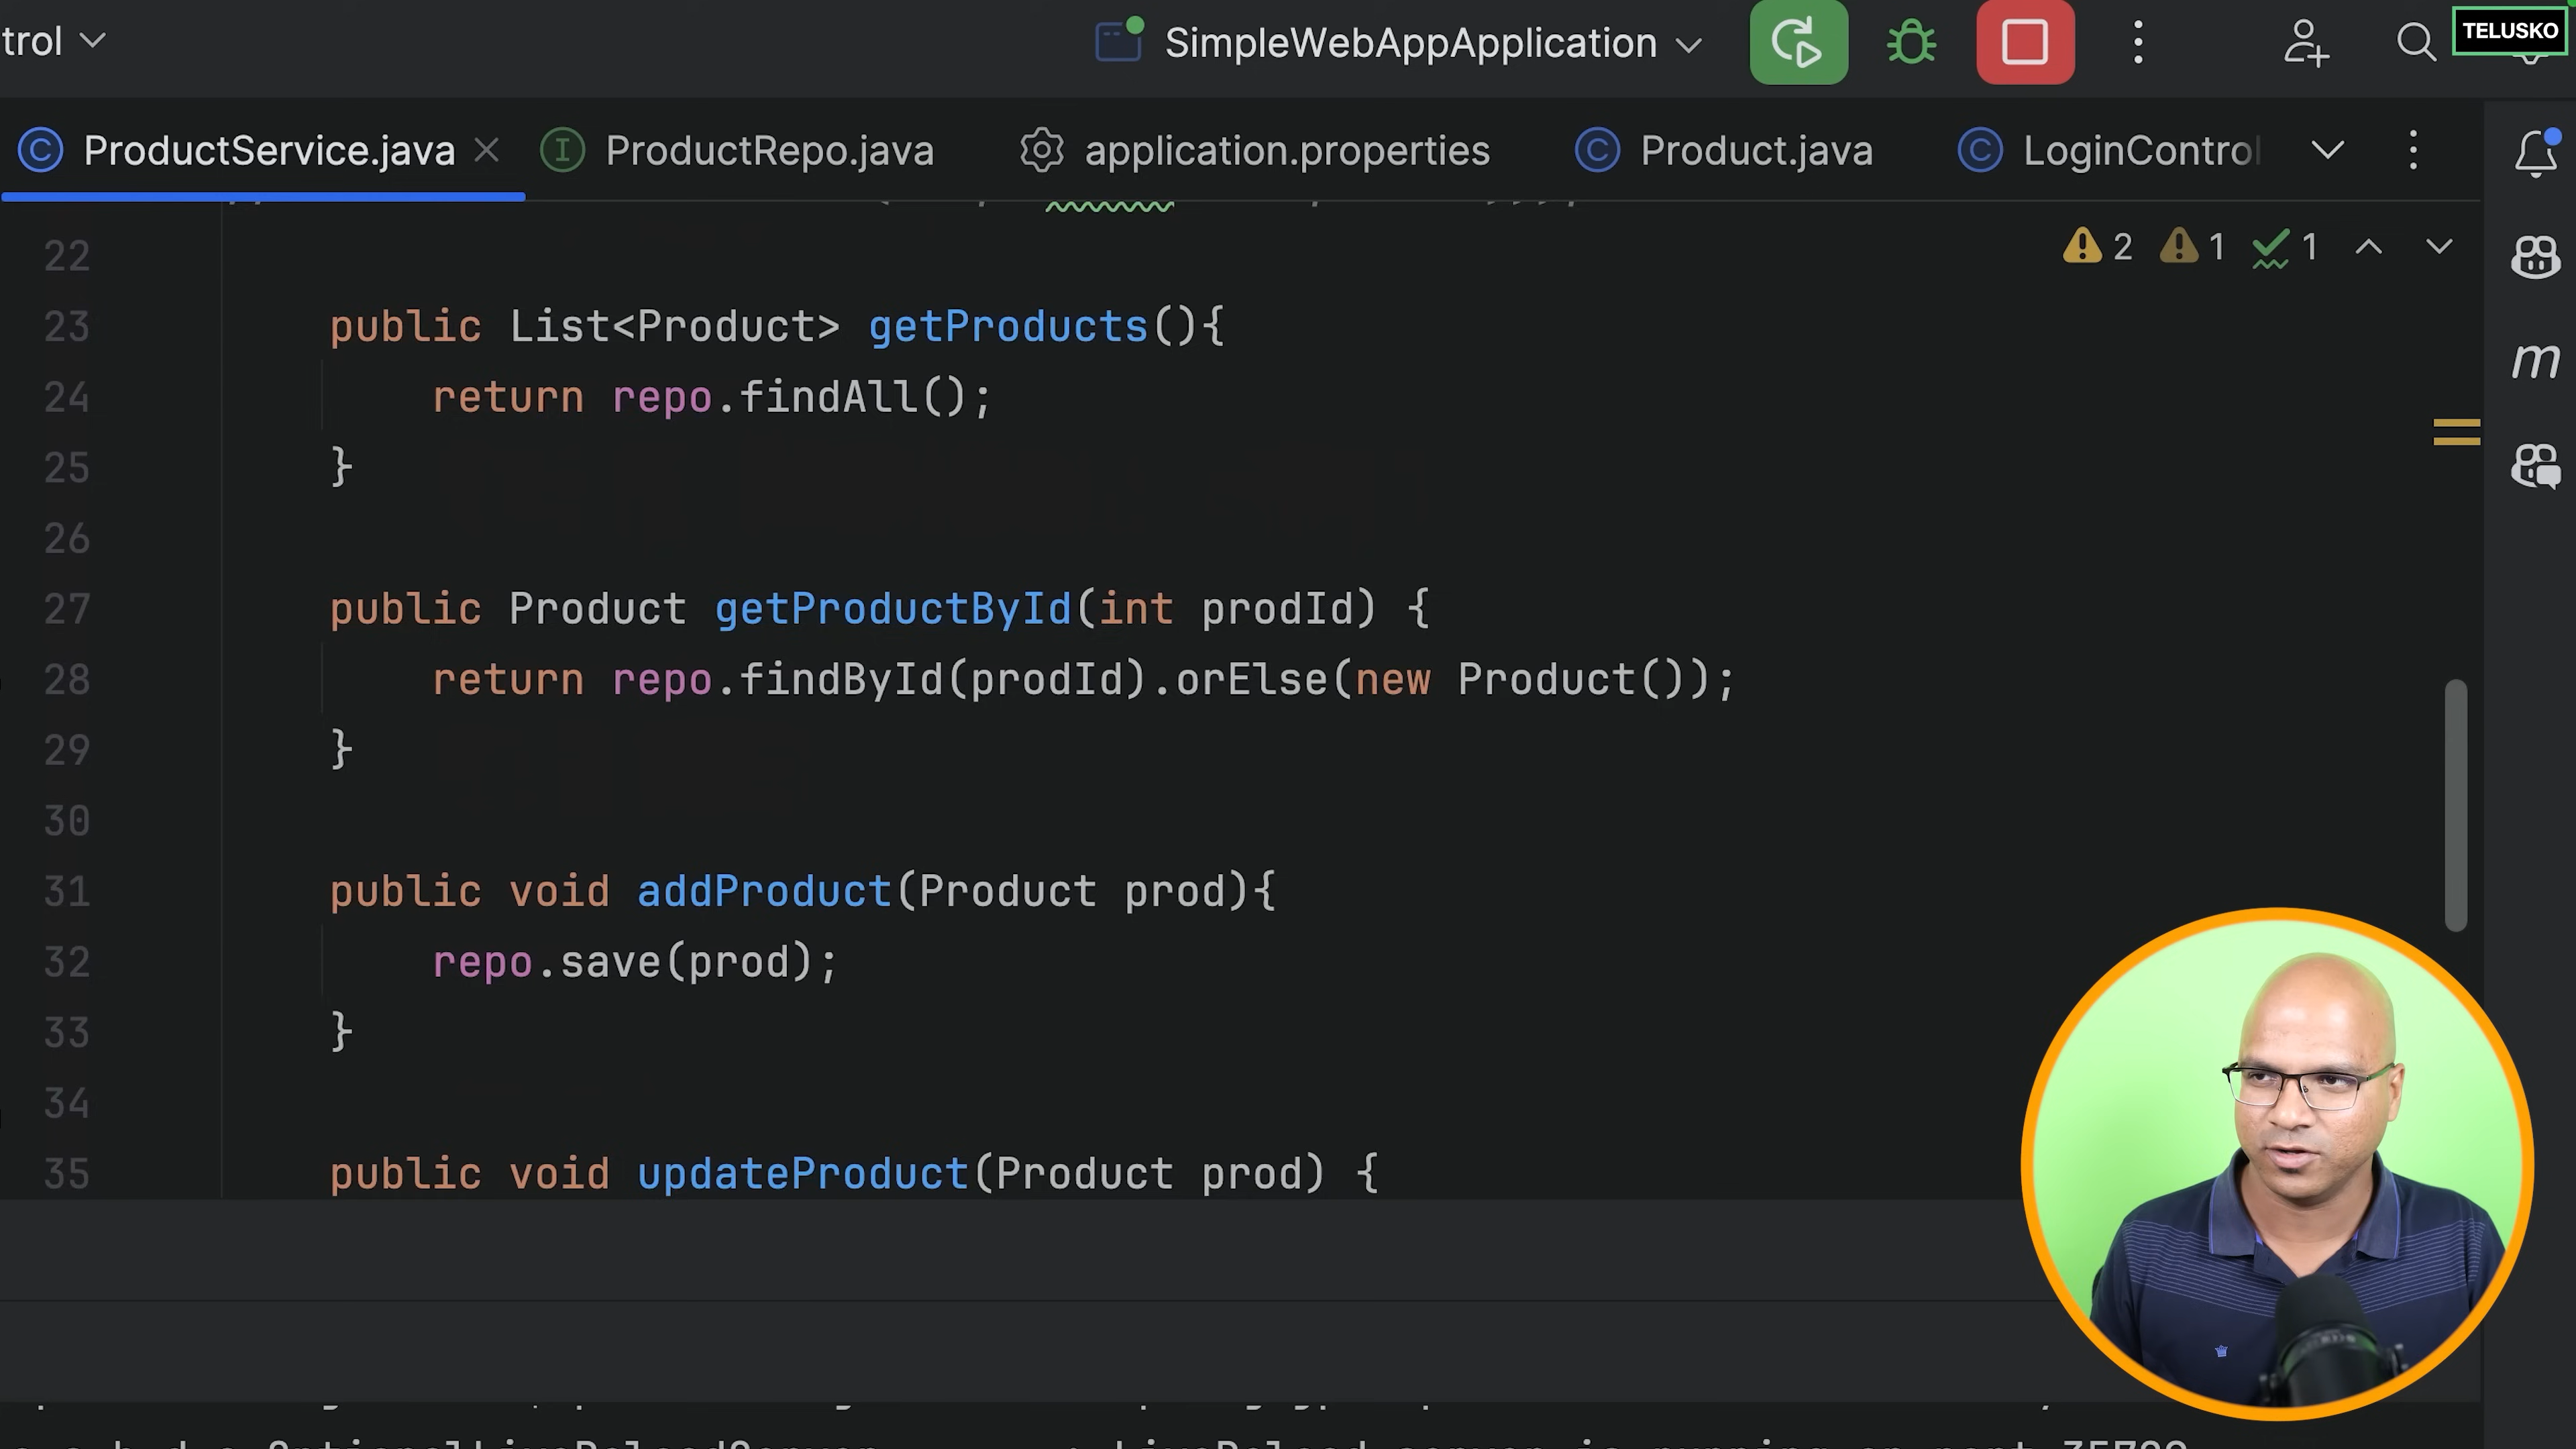 trol SimpleWebAppApplication TELUSKO
ProductService.java ProductRepo.java application.properties Product.java LoginControl
2 1 1
22
23 public List<Product> getProducts(){
24 return repo.findAll();
25 }
26
27 public Product getProductById(int prodId) {
28 return repo.findById(prodId).orElse(new Product());
29 }
30
31 public void addProduct(Product prod){
32 repo.save(prod);
33 }
34
35 public void updateProduct(Product prod) {